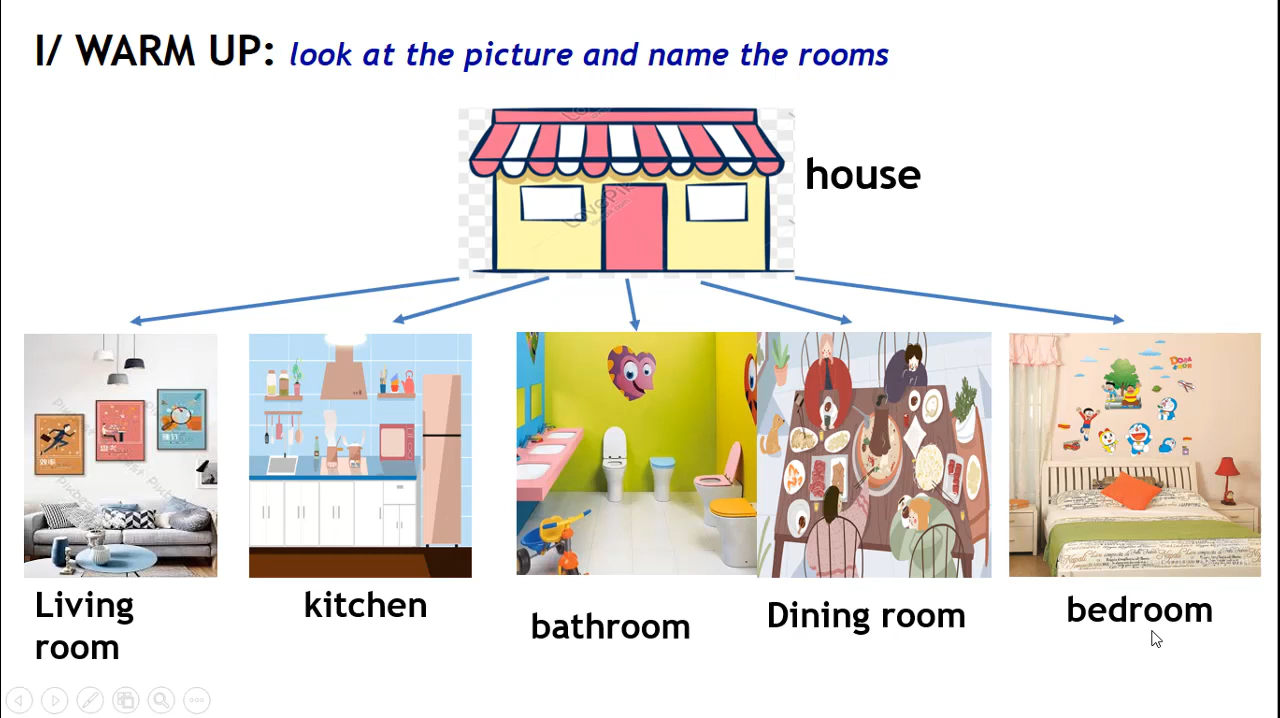 I/ WARM UP: look at the picture and name the rooms
house
Living
room
kitchen
bathroom
Dining room
bedroom